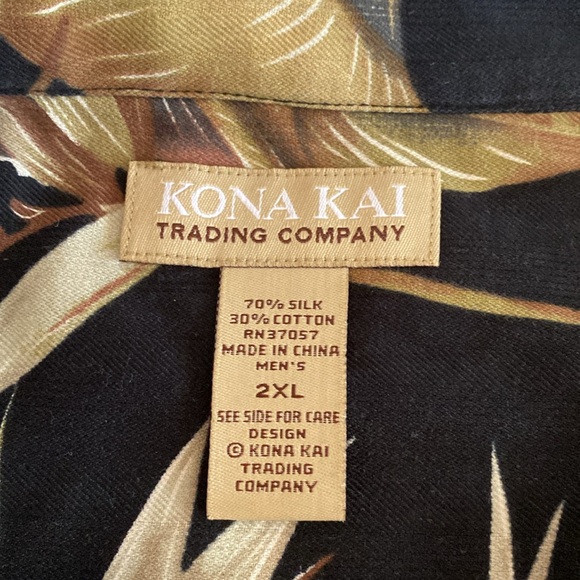 KONA KAI
TRADING COMPANY
70% SILK
30% COTTON
RN37057
MADE IN CHINA
MEN'S
2XL
SEE SIDE FOR CARE
DESIGN
© KONA KAI
TRADING
COMPANY